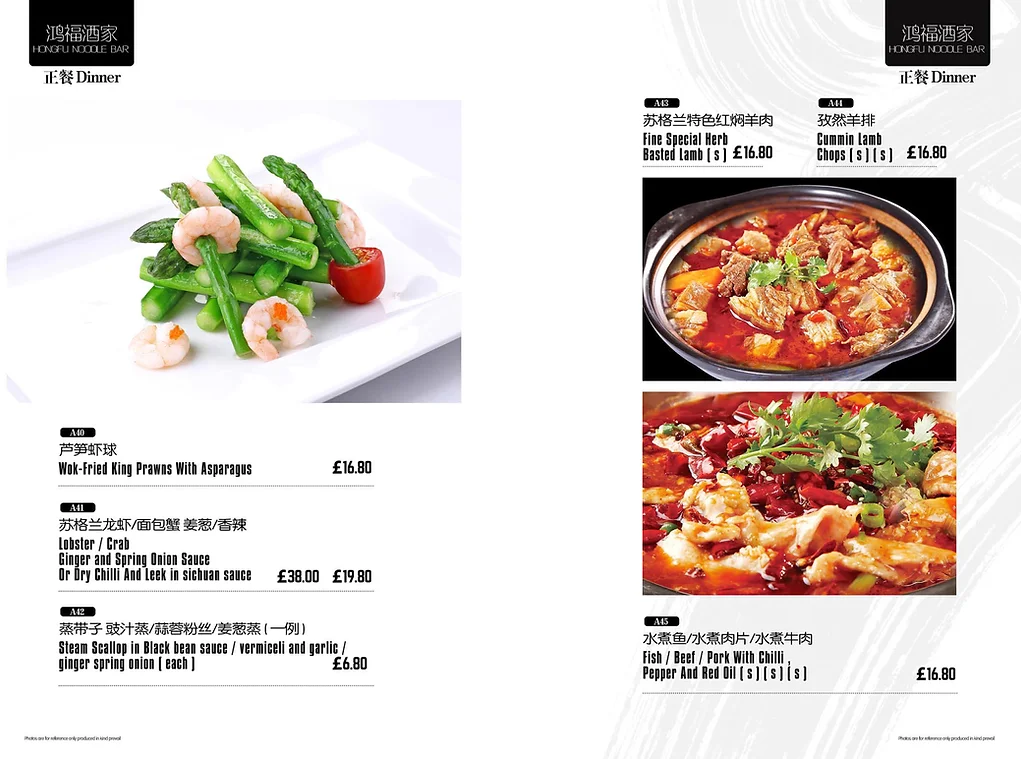 鸿福酒家
HONGFU NOODLE BAR
正餐 Dinner
A40
芦笋虾球
Wok-Fried King Prawns With Asparagus £16.80
A41
苏格兰龙虾/面包蟹 姜葱/香辣
Lobster / Crab
Ginger and Spring Onion Sauce
Or Dry Chilli And Leek in sichuan sauce £38.00 £19.80
A42
蒸带子 豉汁蒸/蒜蓉粉丝/姜葱蒸 ( 一例 )
Steam Scallop in Black bean sauce / vermiceli and garlic /
ginger spring onion ( each ) £6.80
Photos are for reference only produced in kind prevail
鸿福酒家
HONGFU NOODLE BAR
正餐 Dinner
A43
苏格兰特色红焖羊肉
Fine Special Herb
Basted Lamb ( s ) £16.80
A44
孜然羊排
Cummin Lamb
Chops ( s ) ( s ) £16.80
A45
水煮鱼/水煮肉片/水煮牛肉
Fish / Beef / Pork With Chilli ,
Pepper And Red Oil ( s ) ( s ) ( s ) £16.80
Photos are for reference only produced in kind prevail